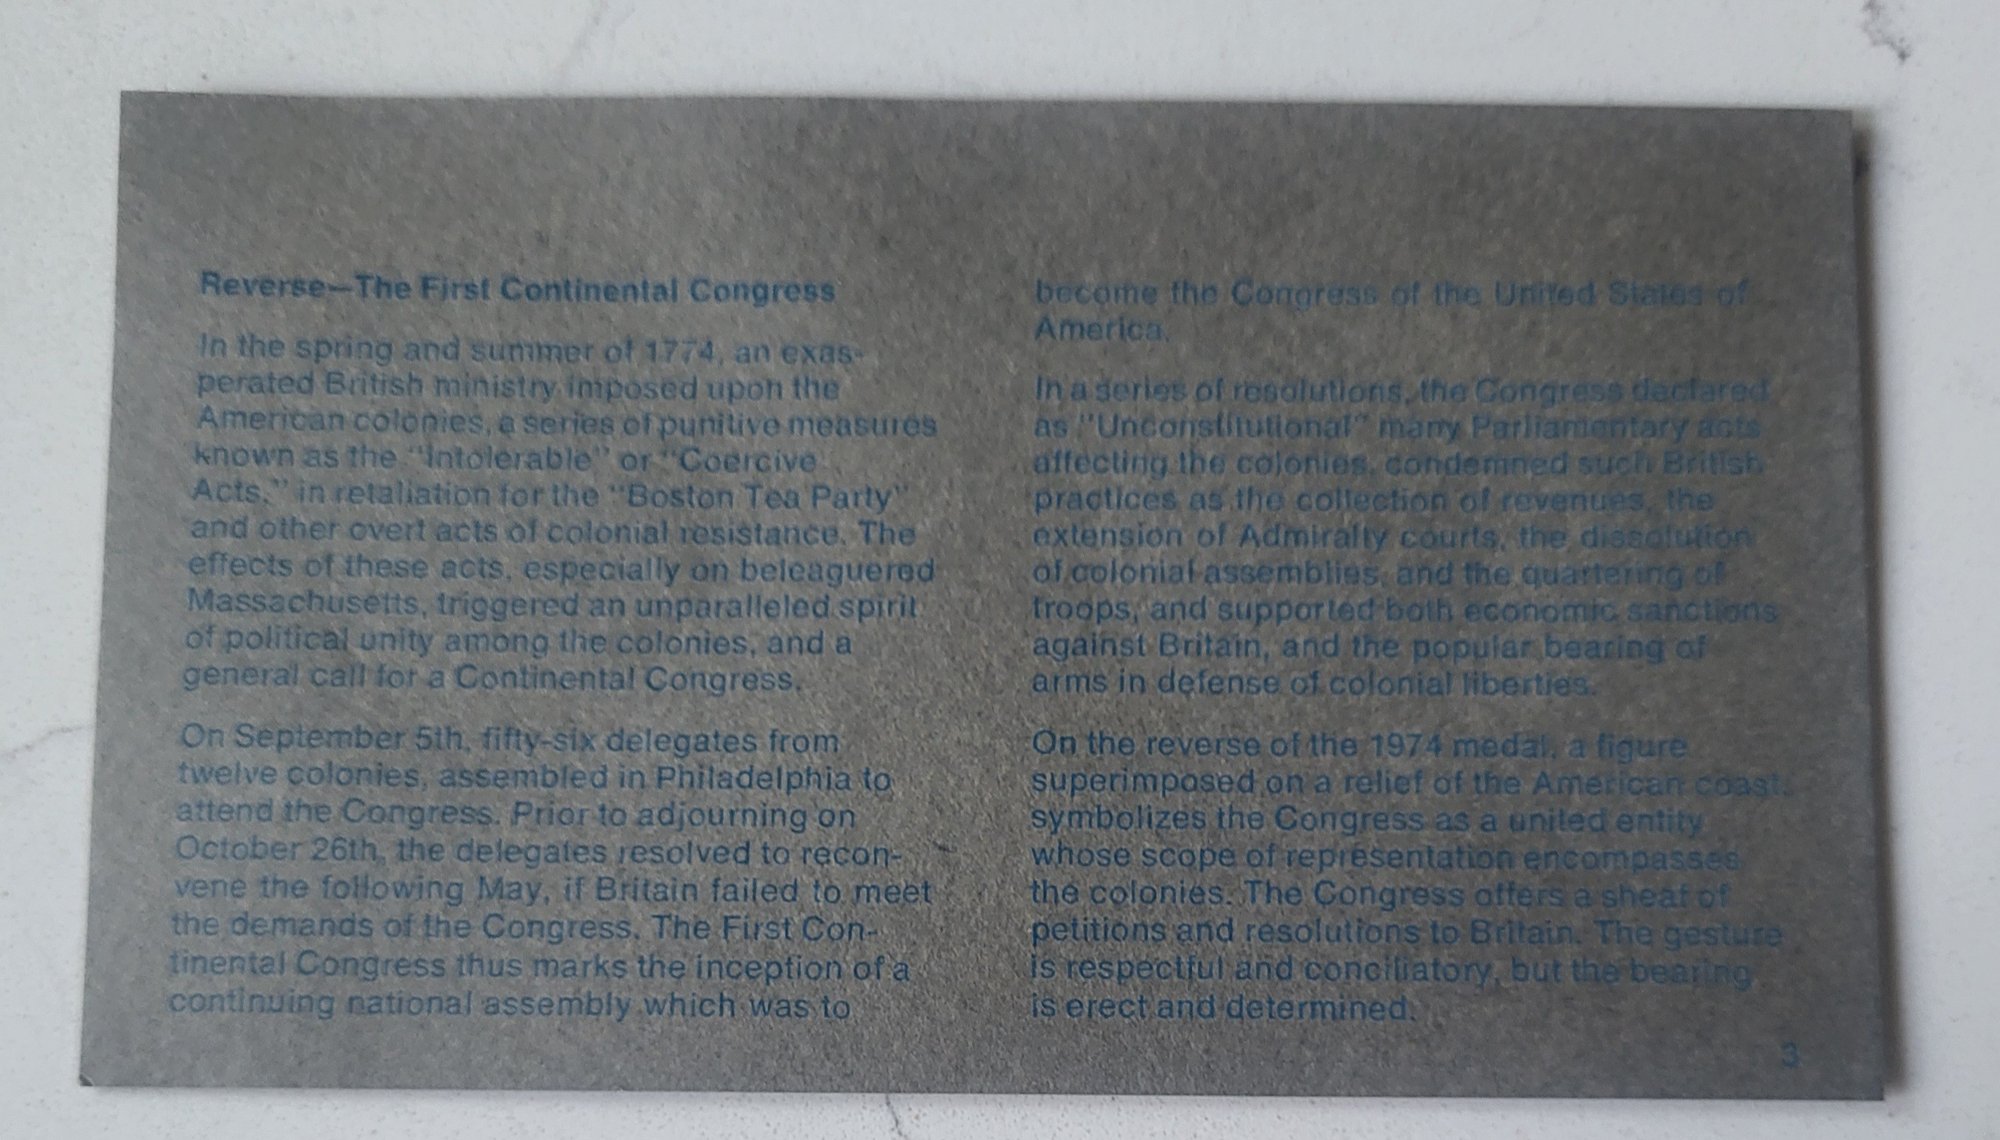 Reverse—The First Continental Congress
In the spring and summer of 1774, an exas-
perated British ministry imposed upon the
American colonies, a series of punitive measures
known as the "Intolerable" or "Coercive
Acts," in retaliation for the "Boston Tea Party"
and other overt acts of colonial resistance. The
effects of these acts, especially on beleaguered
Massachusetts, triggered an unparalleled spirit
of political unity among the colonies, and a
general call for a Continental Congress.
On September 5th, fifty-six delegates from
twelve colonies, assembled in Philadelphia to
attend the Congress. Prior to adjourning on
October 26th, the delegates resolved to recon-
vene the following May, if Britain failed to meet
the demands of the Congress. The First Con-
tinental Congress thus marks the inception of a
continuing national assembly which was to
become the Congress of the United States of
America.
In a series of resolutions, the Congress declared
as "Unconstitutional" many Parliamentary acts
affecting the colonies, condemned such British
practices as the collection of revenues, the
extension of Admiralty courts, the dissolution
of colonial assemblies, and the quartering of
troops, and supported both economic sanctions
against Britain, and the popular bearing of
arms in defense of colonial liberties.
On the reverse of the 1974 medal, a figure
superimposed on a relief of the American coast,
symbolizes the Congress as a united entity
whose scope of representation encompasses
the colonies. The Congress offers a sheaf of
petitions and resolutions to Britain. The gesture
is respectful and conciliatory, but the bearing
is erect and determined.
3